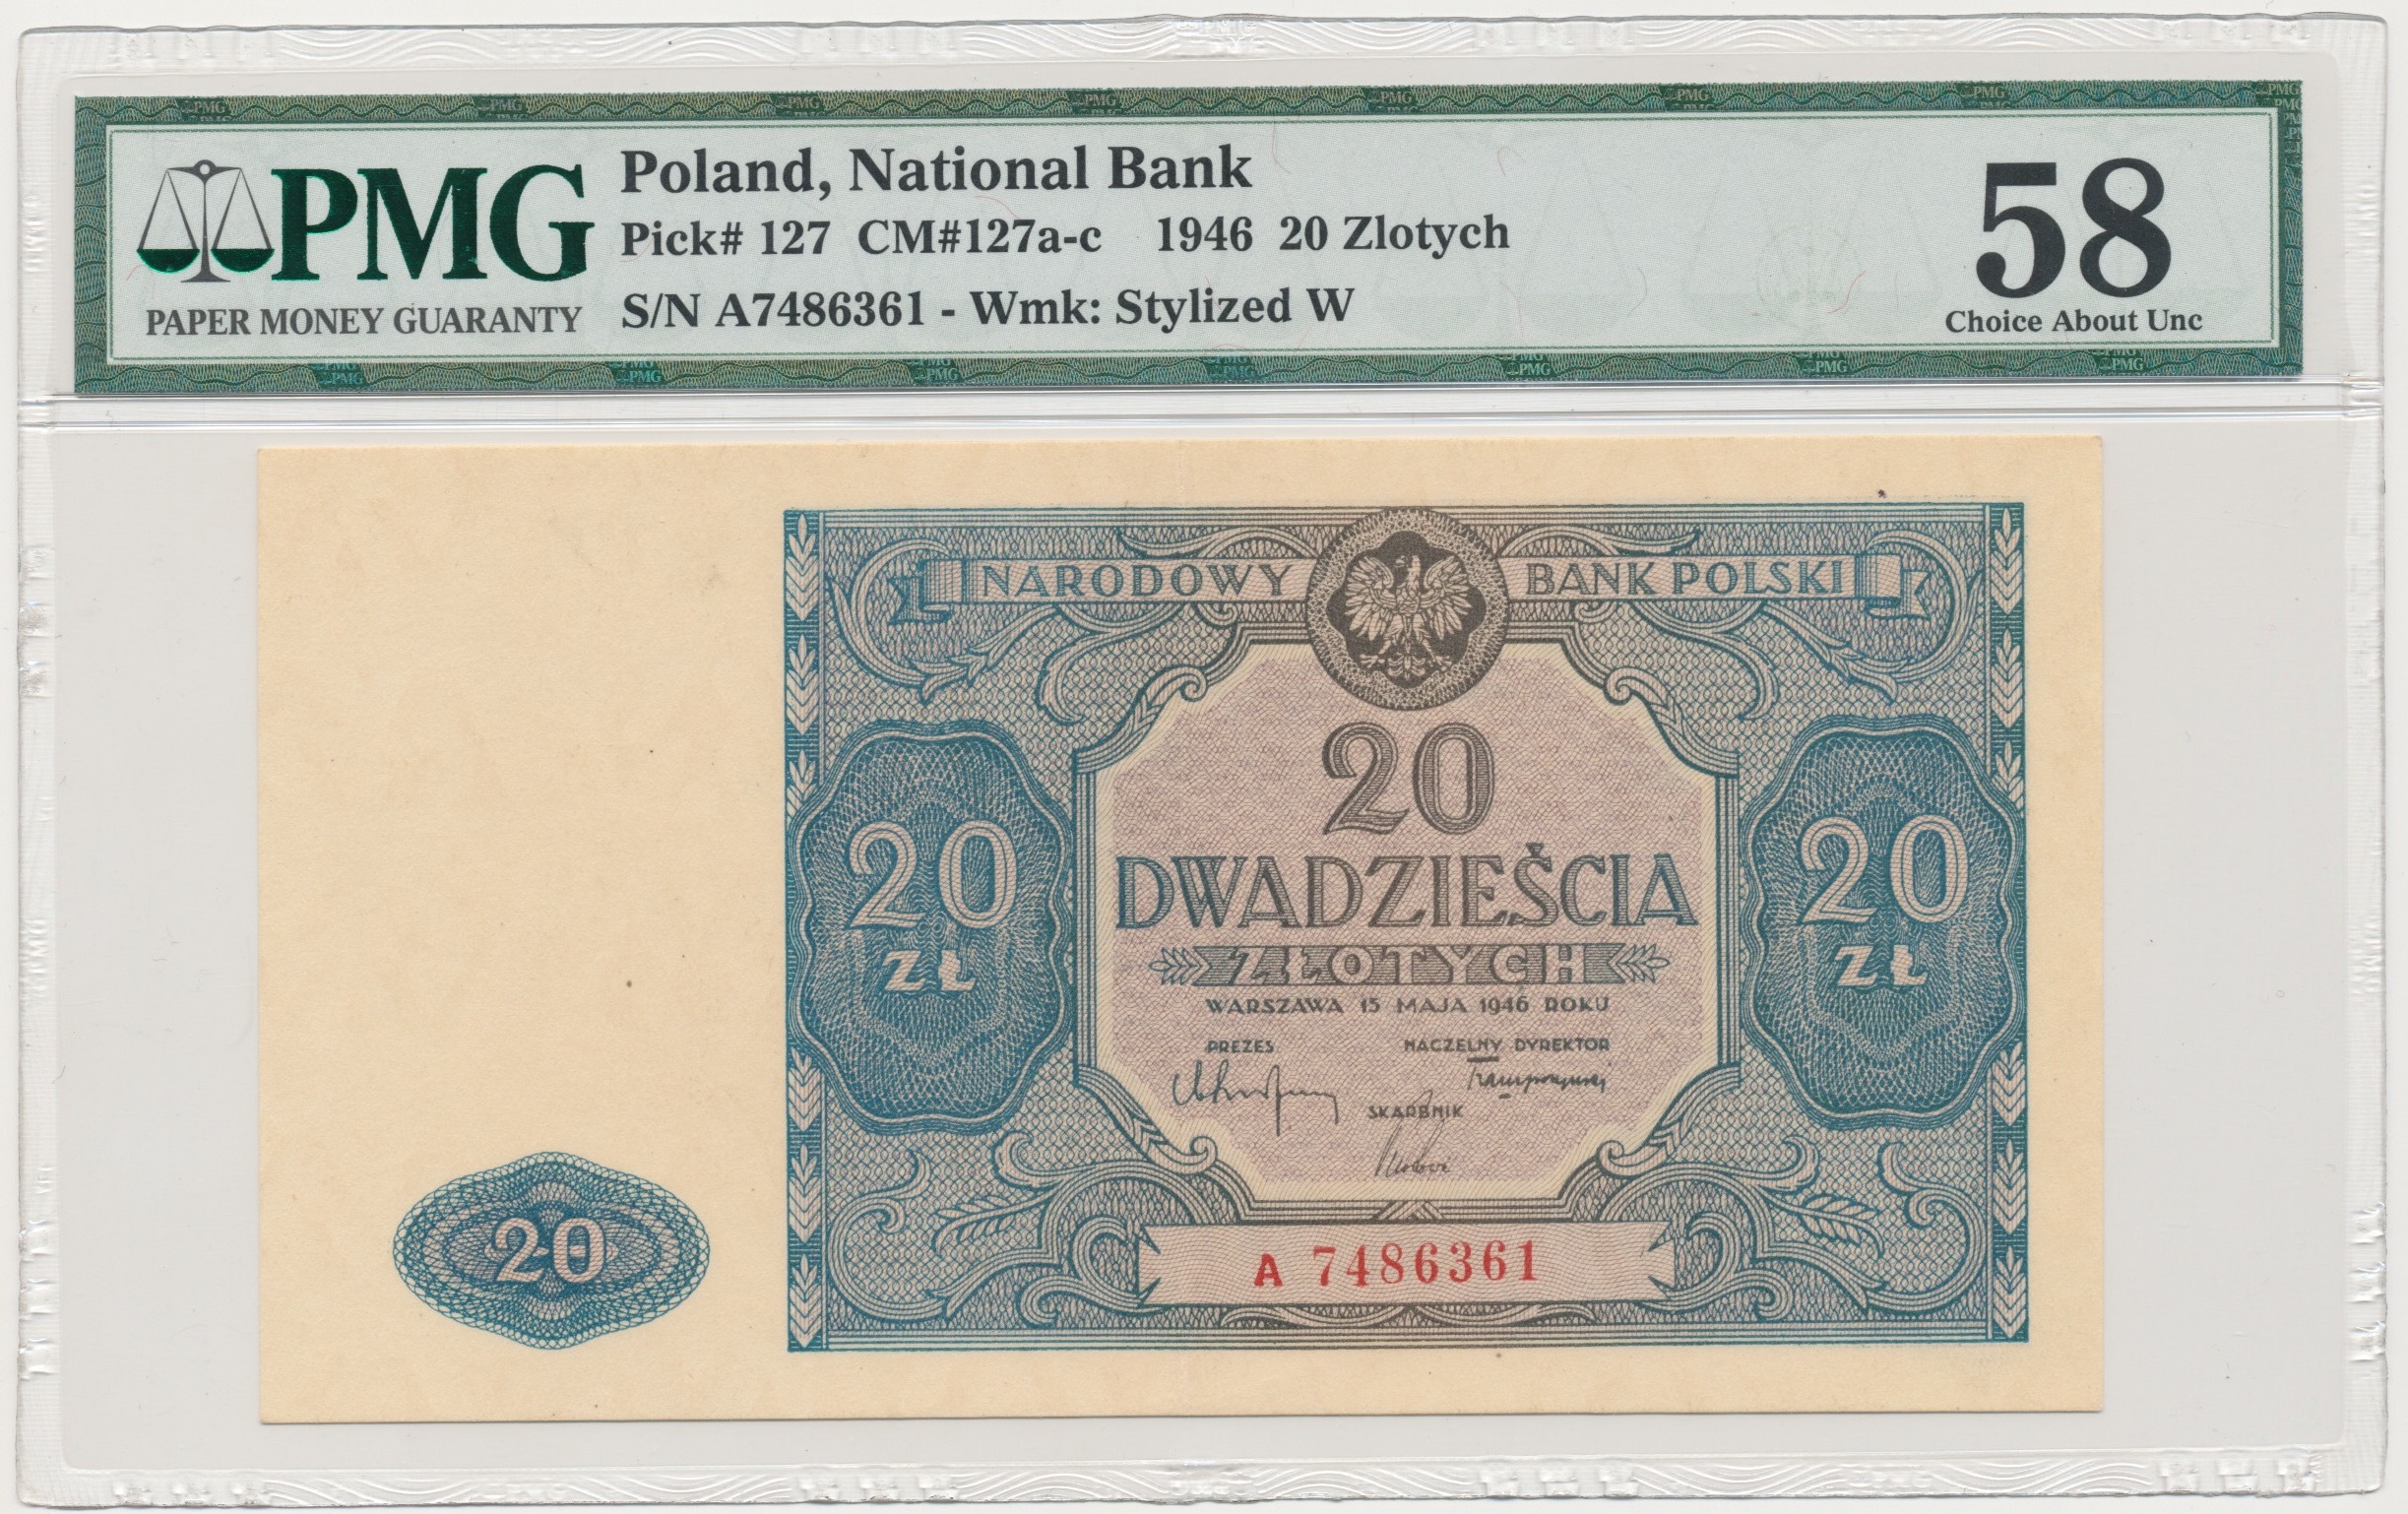 PMG
PAPER MONEY GUARANTY
Poland, National Bank
Pick# 127 CM#127a-c 1946 20 Zlotych
S/N A7486361 - Wmk: Stylized W
58
Choice About Unc
NARODOWY BANK POLSKI
20
DWADZIEŚCIA
ZŁOTYCH
WARSZAWA 15 MAJA 1946 ROKU
PREZES NACZELNY DYREKTOR
SKARBNIK
20
ZŁ
20
ZŁ
20
A 7486361